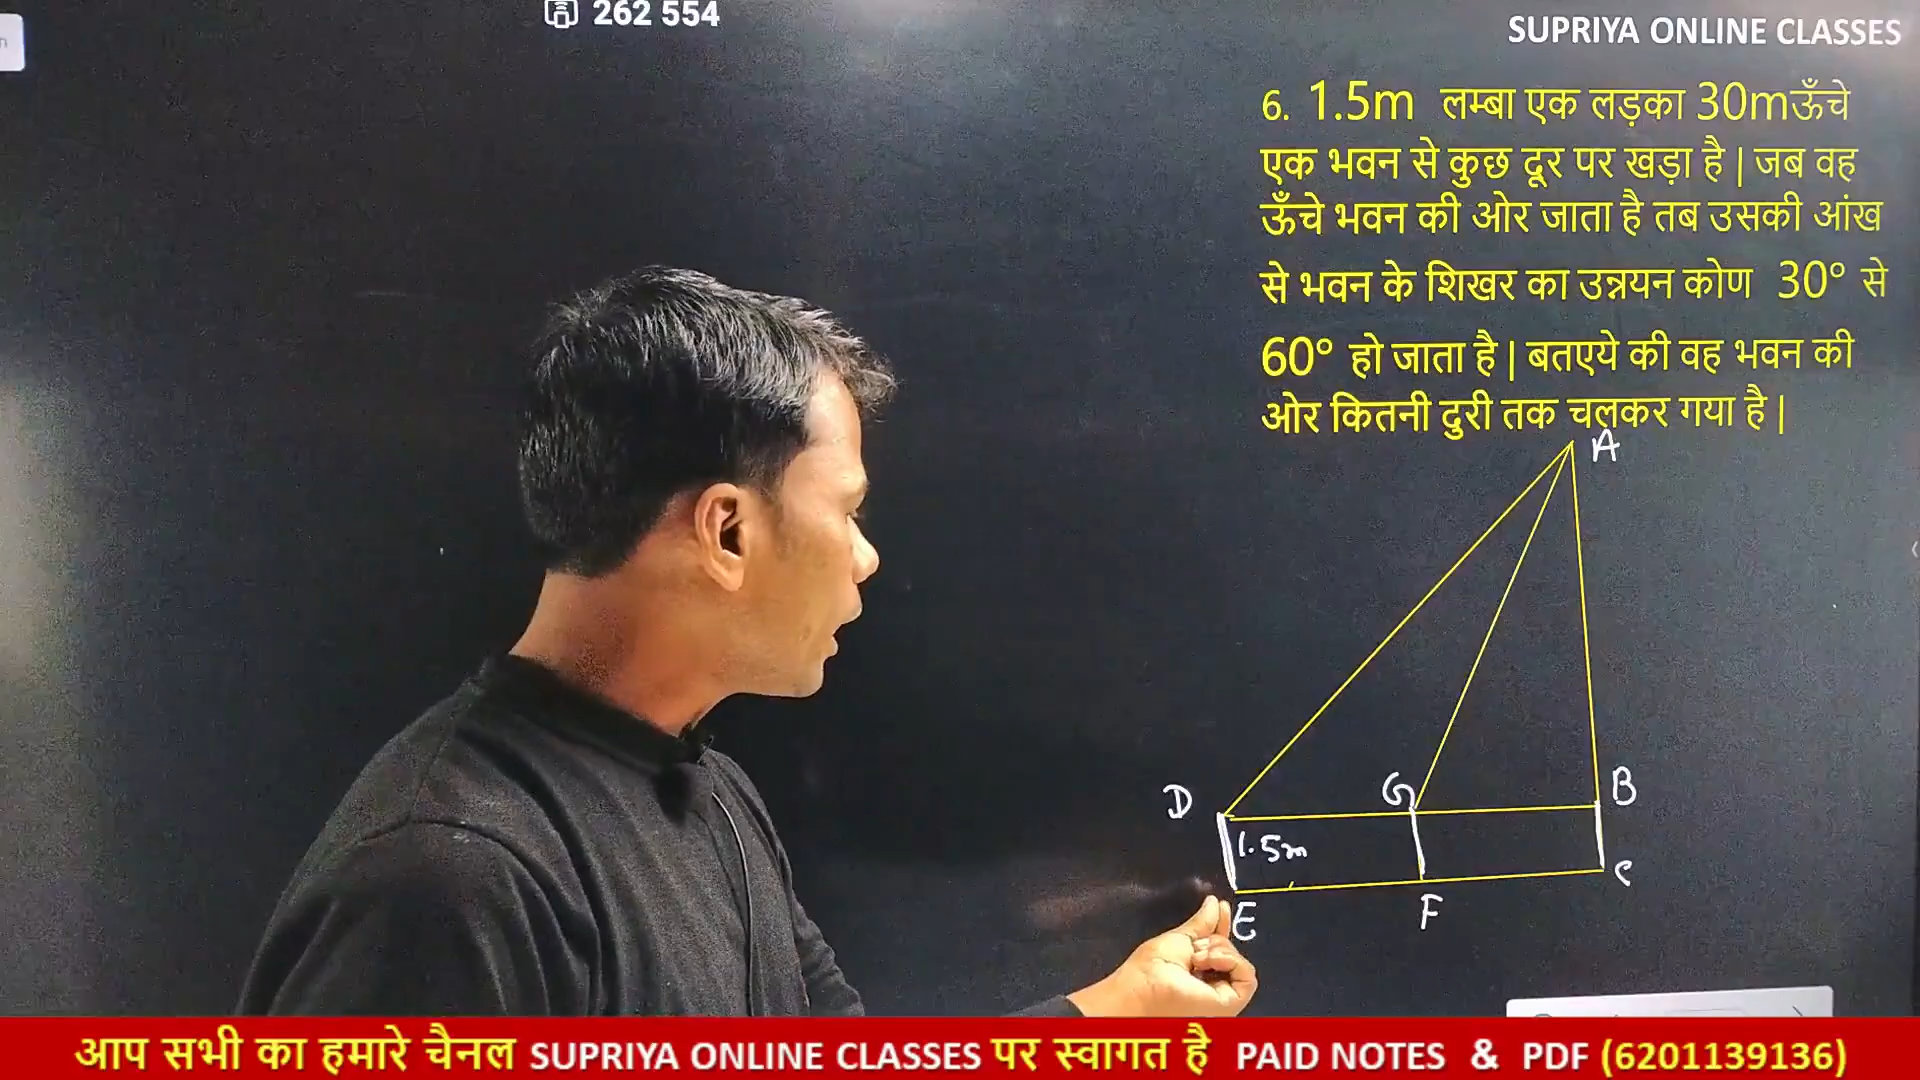 262 554
SUPRIYA ONLINE CLASSES
6. 1.5m लम्बा एक लड़का 30mऊँचे
एक भवन से कुछ दूर पर खड़ा है | जब वह
ऊँचे भवन की ओर जाता है तब उसकी आंख
से भवन के शिखर का उन्नयन कोण 30° से
60° हो जाता है | बतएये की वह भवन की
ओर कितनी दुरी तक चलकर गया है |
A
D G B
1.5m
E F C
आप सभी का हमारे चैनल SUPRIYA ONLINE CLASSES पर स्वागत है PAID NOTES & PDF (6201139136)